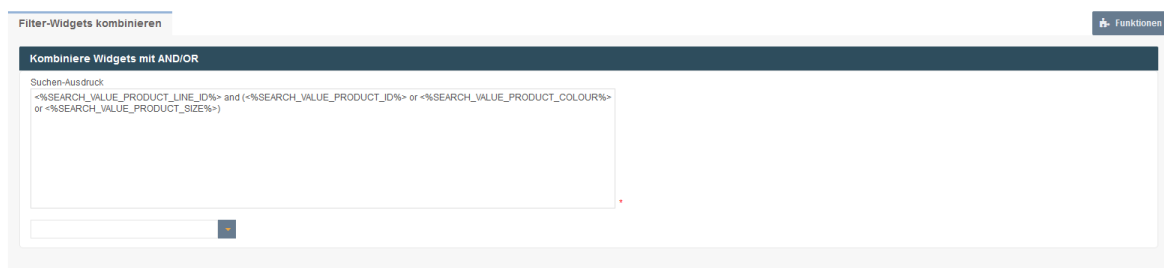 Filter-Widgets kombinieren
Funktionen
Kombiniere Widgets mit AND/OR
Suchen-Ausdruck
<%SEARCH_VALUE_PRODUCT_LINE_ID%> and (<%SEARCH_VALUE_PRODUCT_ID%> or <%SEARCH_VALUE_PRODUCT_COLOUR%>
or <%SEARCH_VALUE_PRODUCT_SIZE%>)
*